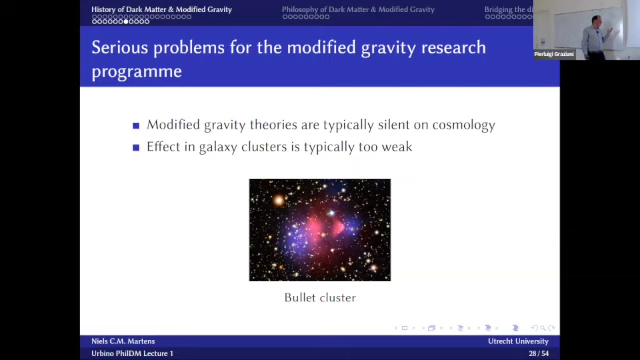 History of Dark Matter & Modified Gravity
Philosophy of Dark Matter & Modified Gravity
Bridging the di
Serious problems for the modified gravity research
programme
Modified gravity theories are typically silent on cosmology
Effect in galaxy clusters is typically too weak
Bullet cluster
Niels C.M. Martens
Utrecht University
Urbino PhilDM Lecture 1
28 / 54
Pierluigi Graziani